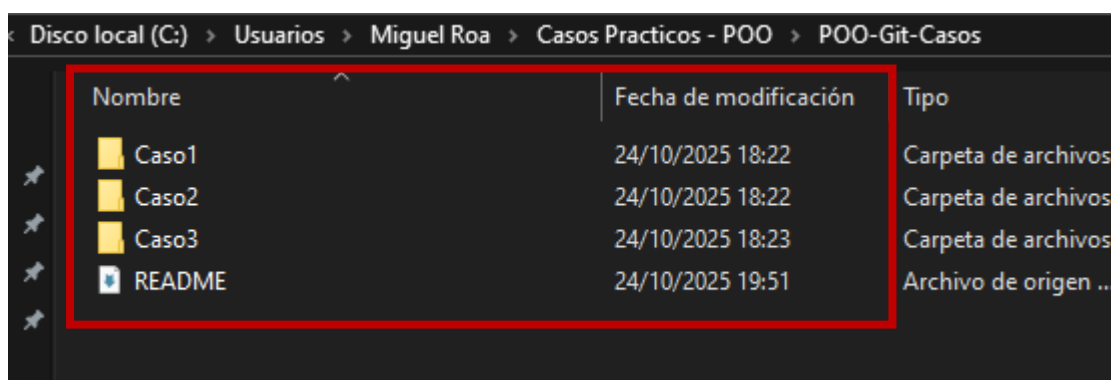 Disco local (C:) > Usuarios > Miguel Roa > Casos Practicos - POO > POO-Git-Casos
Nombre Fecha de modificación Tipo
Caso1 24/10/2025 18:22 Carpeta de archivos
Caso2 24/10/2025 18:22 Carpeta de archivos
Caso3 24/10/2025 18:23 Carpeta de archivos
README 24/10/2025 19:51 Archivo de origen ...